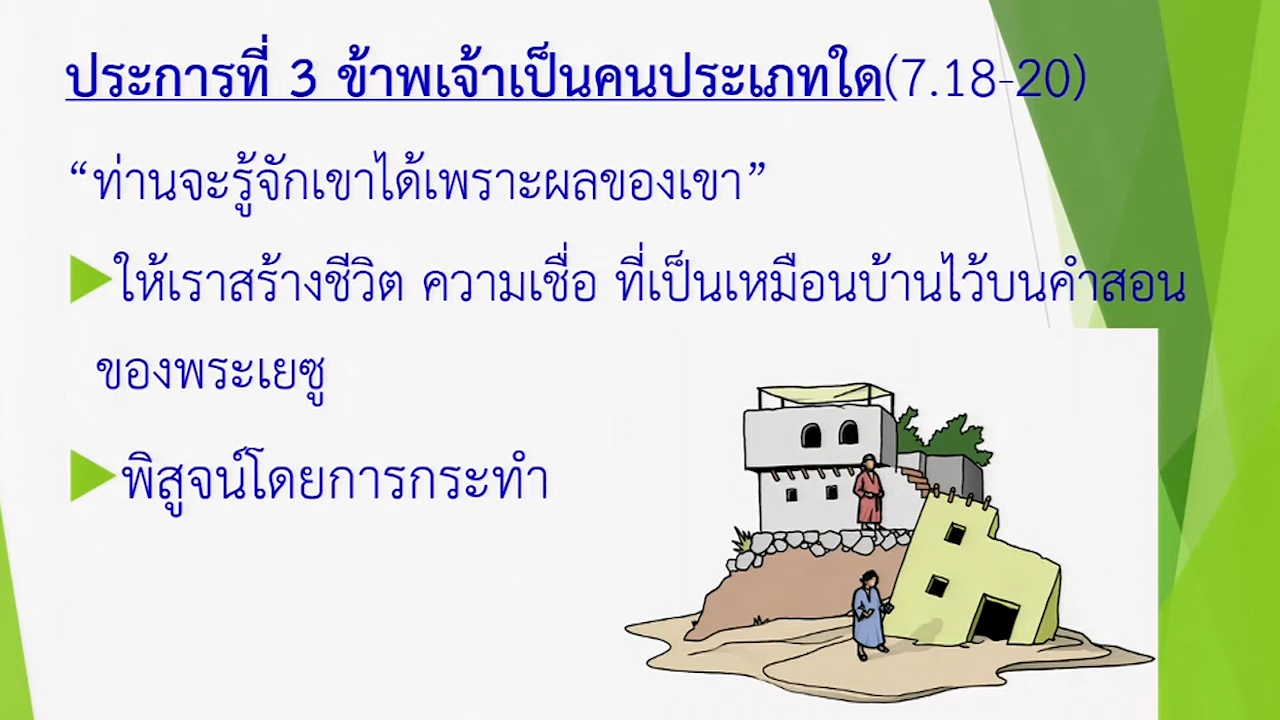 ประการที่ 3 ข้าพเจ้าเป็นคนประเภทใด(7.18-20)
“ท่านจะรู้จักเขาได้เพราะผลของเขา”
ให้เราสร้างชีวิต ความเชื่อ ที่เป็นเหมือนบ้านไว้บนคำสอน
ของพระเยซู
พิสูจน์โดยการกระทำ